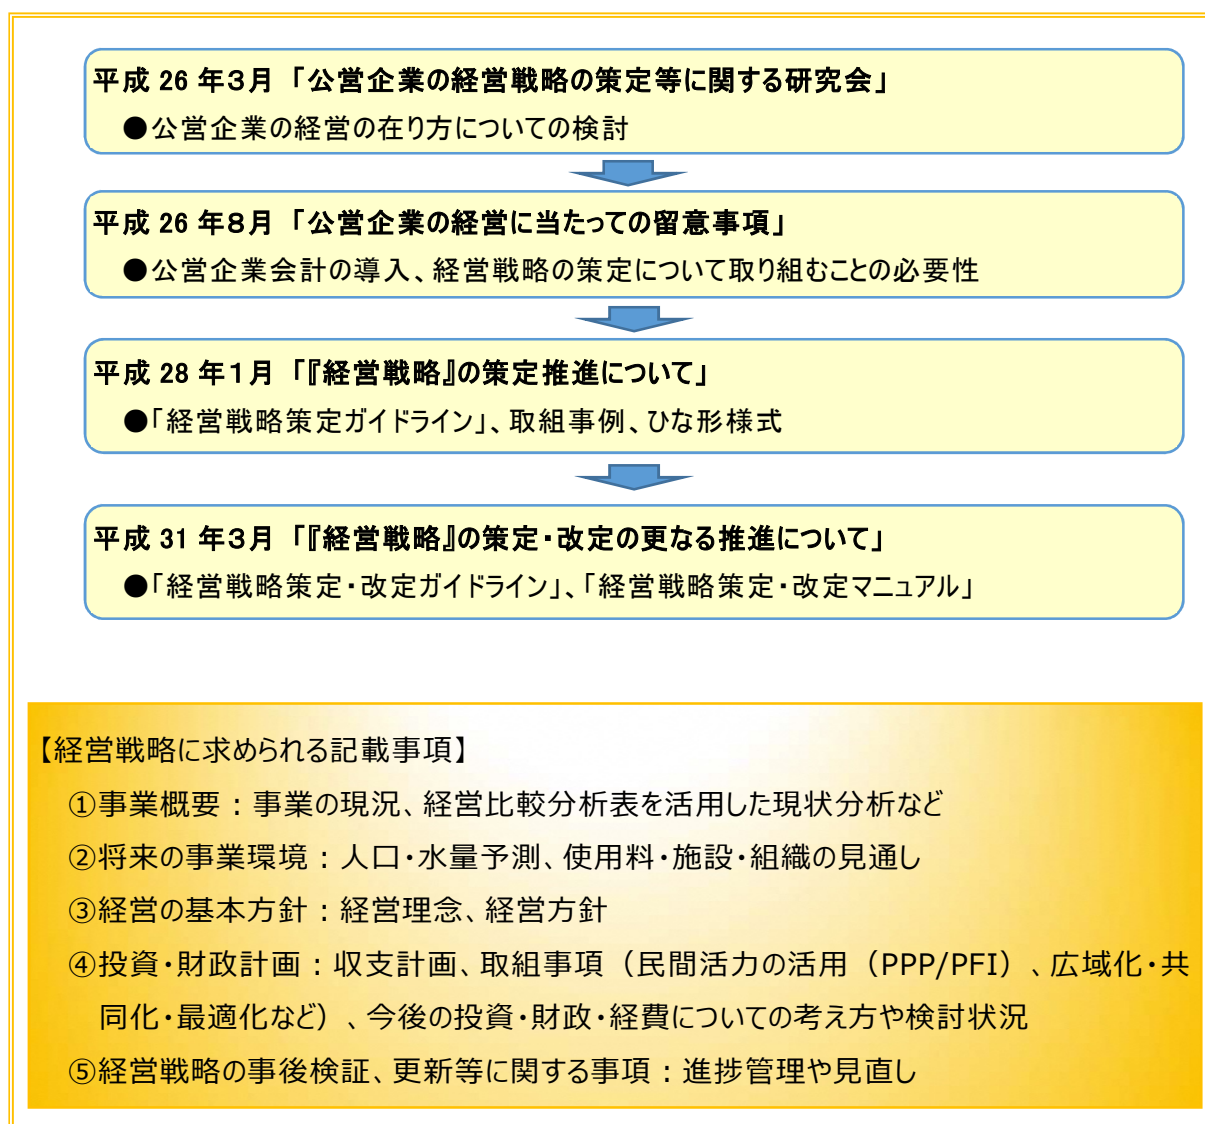 平成 26 年３月「公営企業の経営戦略の策定等に関する研究会」
●公営企業の経営の在り方についての検討
平成 26 年８月「公営企業の経営に当たっての留意事項」
●公営企業会計の導入、経営戦略の策定について取り組むことの必要性
平成 28 年１月「『経営戦略』の策定推進について」
●「経営戦略策定ガイドライン」、取組事例、ひな形様式
平成 31 年３月「『経営戦略』の策定・改定の更なる推進について」
●「経営戦略策定・改定ガイドライン」、「経営戦略策定・改定マニュアル」
【経営戦略に求められる記載事項】
①事業概要：事業の現況、経営比較分析表を活用した現状分析など
②将来の事業環境：人口・水量予測、使用料・施設・組織の見通し
③経営の基本方針：経営理念、経営方針
④投資・財政計画：収支計画、取組事項（民間活力の活用（PPP/PFI）、広域化・共
同化・最適化など）、今後の投資・財政・経費についての考え方や検討状況
⑤経営戦略の事後検証、更新等に関する事項：進捗管理や見直し